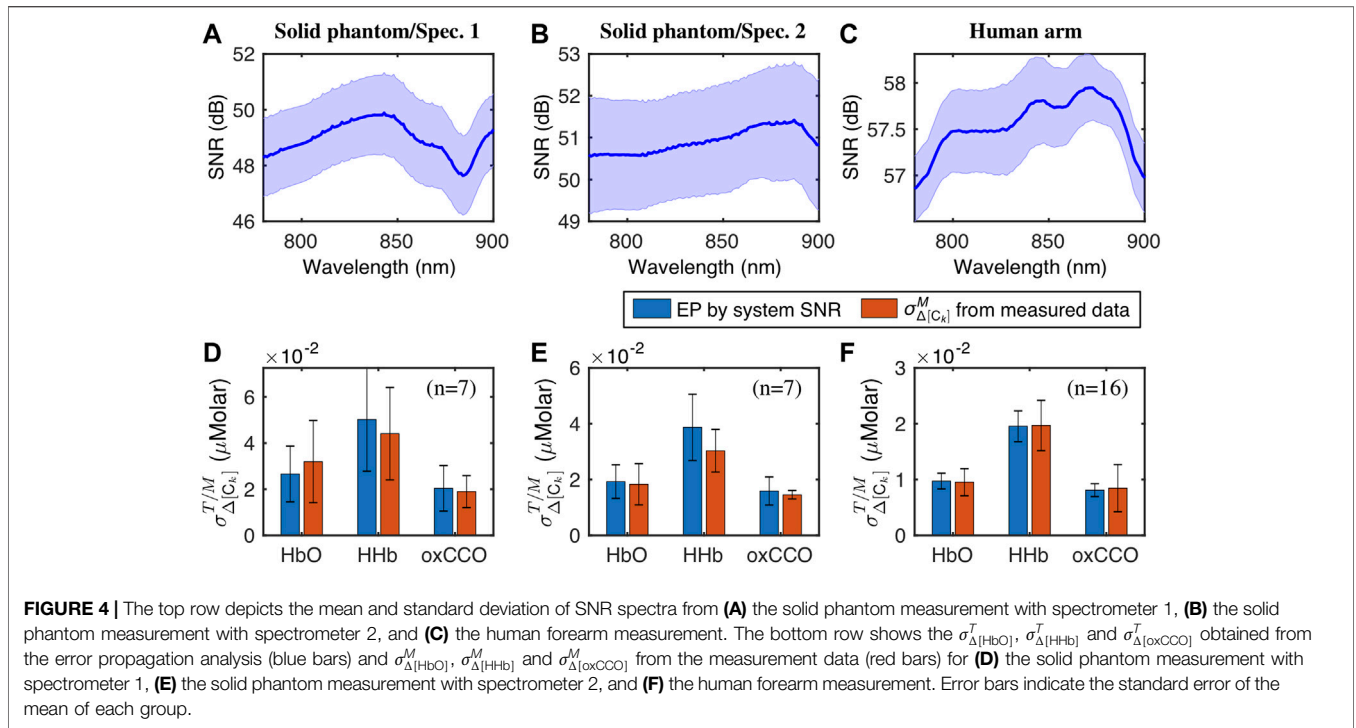 A Solid phantom/Spec. 1
B Solid phantom/Spec. 2
C Human arm
52
50
48
46
SNR (dB)
800 850 900
Wavelength (nm)
53
52
51
50
49
SNR (dB)
800 850 900
Wavelength (nm)
58
57.5
57
SNR (dB)
800 850 900
Wavelength (nm)
EP by system SNR σ^M_Δ[C_k] from measured data
D ×10^-2
(n=7)
6
4
2
0
σ^{T/M}_Δ[C_k] (μMolar)
HbO HHb oxCCO
E ×10^-2
(n=7)
6
4
2
0
σ^{T/M}_Δ[C_k] (μMolar)
HbO HHb oxCCO
F ×10^-2
(n=16)
3
2
1
0
σ^{T/M}_Δ[C_k] (μMolar)
HbO HHb oxCCO
FIGURE 4 | The top row depicts the mean and standard deviation of SNR spectra from (A) the solid phantom measurement with spectrometer 1, (B) the solid
phantom measurement with spectrometer 2, and (C) the human forearm measurement. The bottom row shows the σ^T_Δ[HbO], σ^T_Δ[HHb] and σ^T_Δ[oxCCO] obtained from
the error propagation analysis (blue bars) and σ^M_Δ[HbO], σ^M_Δ[HHb] and σ^M_Δ[oxCCO] from the measurement data (red bars) for (D) the solid phantom measurement with
spectrometer 1, (E) the solid phantom measurement with spectrometer 2, and (F) the human forearm measurement. Error bars indicate the standard error of the
mean of each group.